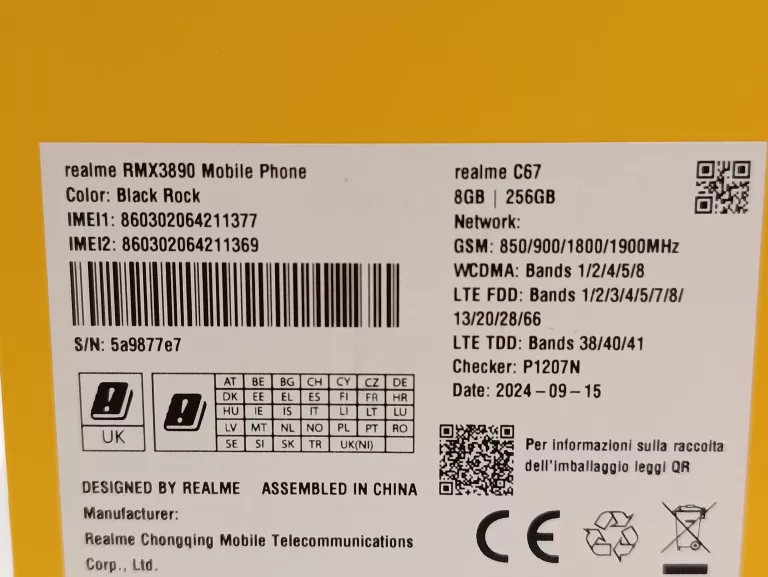 realme RMX3890 Mobile Phone
Color: Black Rock
IMEI1: 860302064211377
IMEI2: 860302064211369
S/N: 5a9877e7
UK
AT BE BG CH CY CZ DE
DK EE EL ES FI FR HR
HU IE IS IT LI LT LU
LV MT NL NO PL PT RO
SE SI SK TR UK(NI)
DESIGNED BY REALME ASSEMBLED IN CHINA
Manufacturer:
Realme Chongqing Mobile Telecommunications
Corp., Ltd.
realme C67
8GB | 256GB
Network:
GSM: 850/900/1800/1900MHz
WCDMA: Bands 1/2/4/5/8
LTE FDD: Bands 1/2/3/4/5/7/8/
13/20/28/66
LTE TDD: Bands 38/40/41
Checker: P1207N
Date: 2024-09-15
Per informazioni sulla raccolta
dell'imballaggio leggi QR
CE